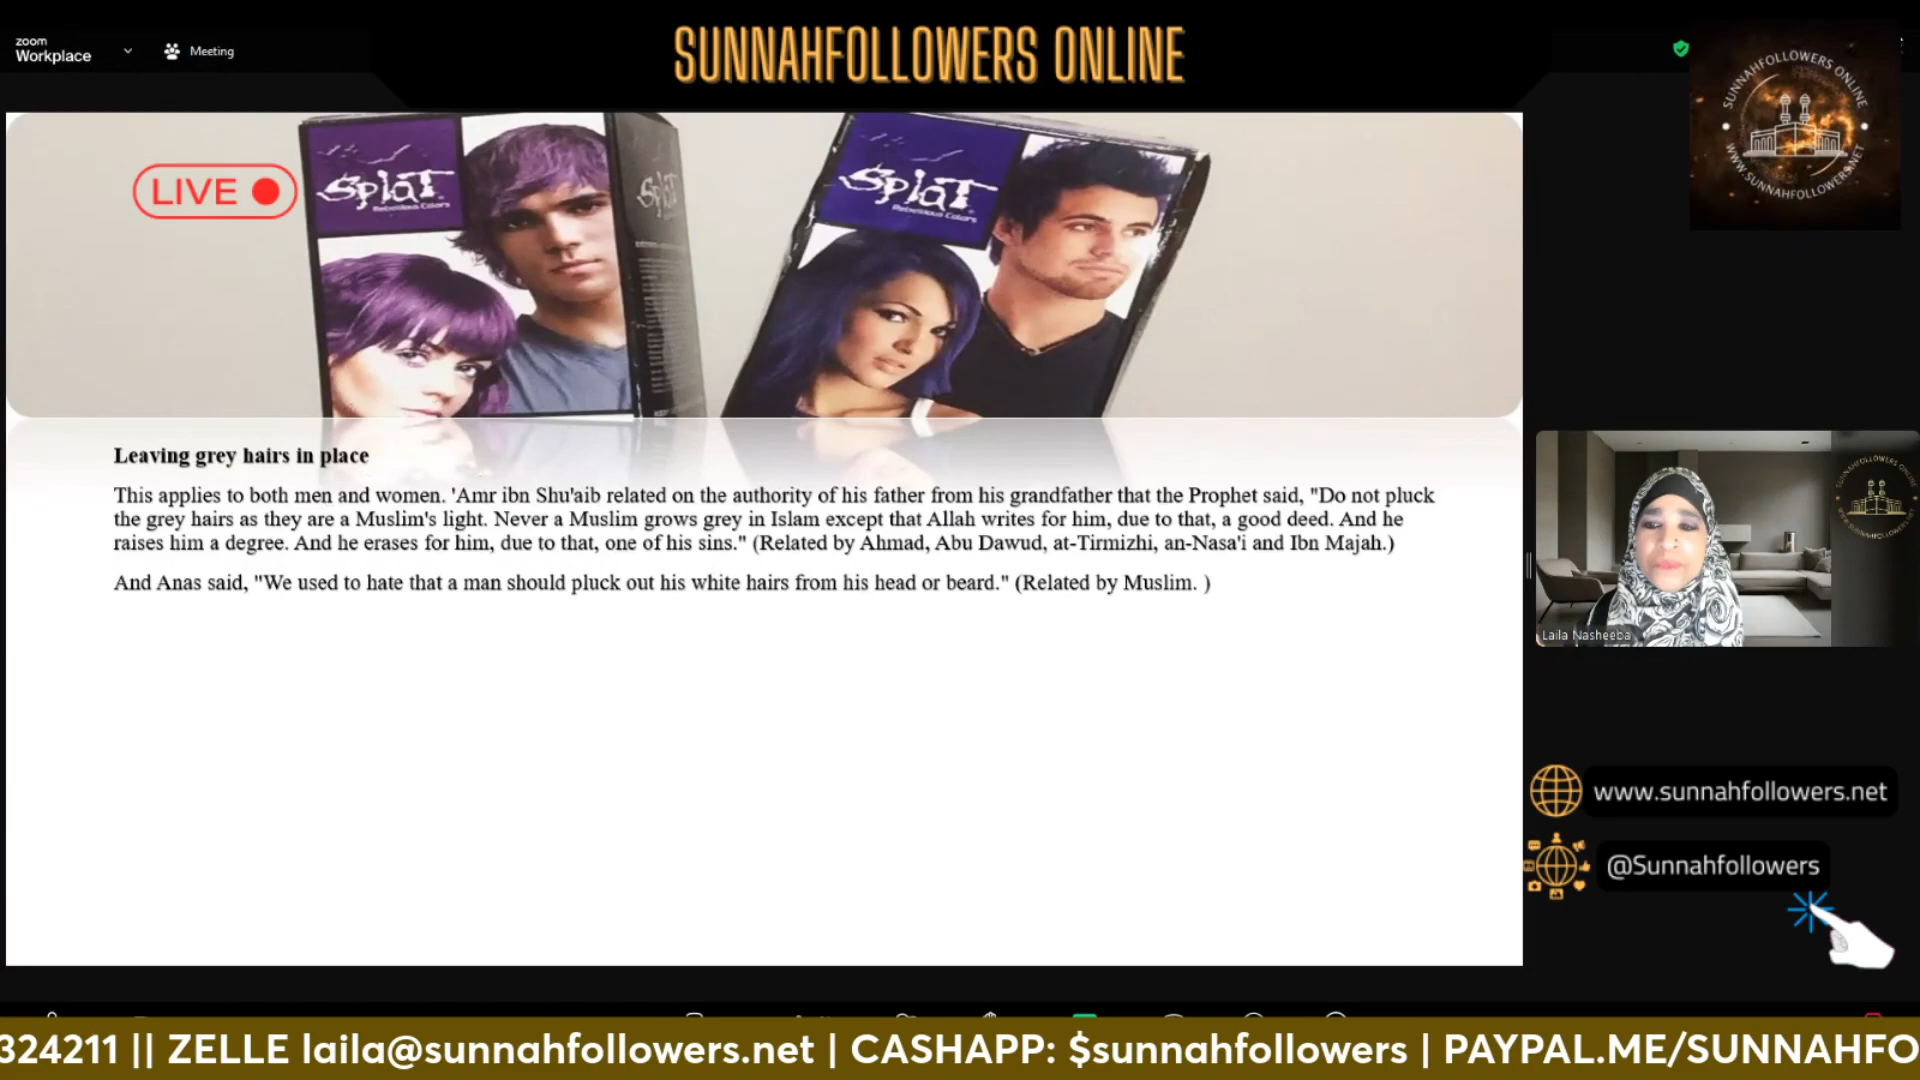 SUNNAHFOLLOWERS ONLINE
zoom
Workplace
Meeting
SUNNAHFOLLOWERS ONLINE
WWW.SUNNAHFOLLOWERS.NET
LIVE
Splat
Rebellious Colors
Splat
Splat
Rebellious Colors
Leaving grey hairs in place
This applies to both men and women. 'Amr ibn Shu'aib related on the authority of his father from his grandfather that the Prophet said, "Do not pluck
the grey hairs as they are a Muslim's light. Never a Muslim grows grey in Islam except that Allah writes for him, due to that, a good deed. And he
raises him a degree. And he erases for him, due to that, one of his sins." (Related by Ahmad, Abu Dawud, at-Tirmizhi, an-Nasa'i and Ibn Majah.)
And Anas said, "We used to hate that a man should pluck out his white hairs from his head or beard." (Related by Muslim. )
SUNNAHFOLLOWERS ONLINE
Laila Nasheeba
www.sunnahfollowers.net
@Sunnahfollowers
324211 || ZELLE laila@sunnahfollowers.net | CASHAPP: $sunnahfollowers | PAYPAL.ME/SUNNAHFO